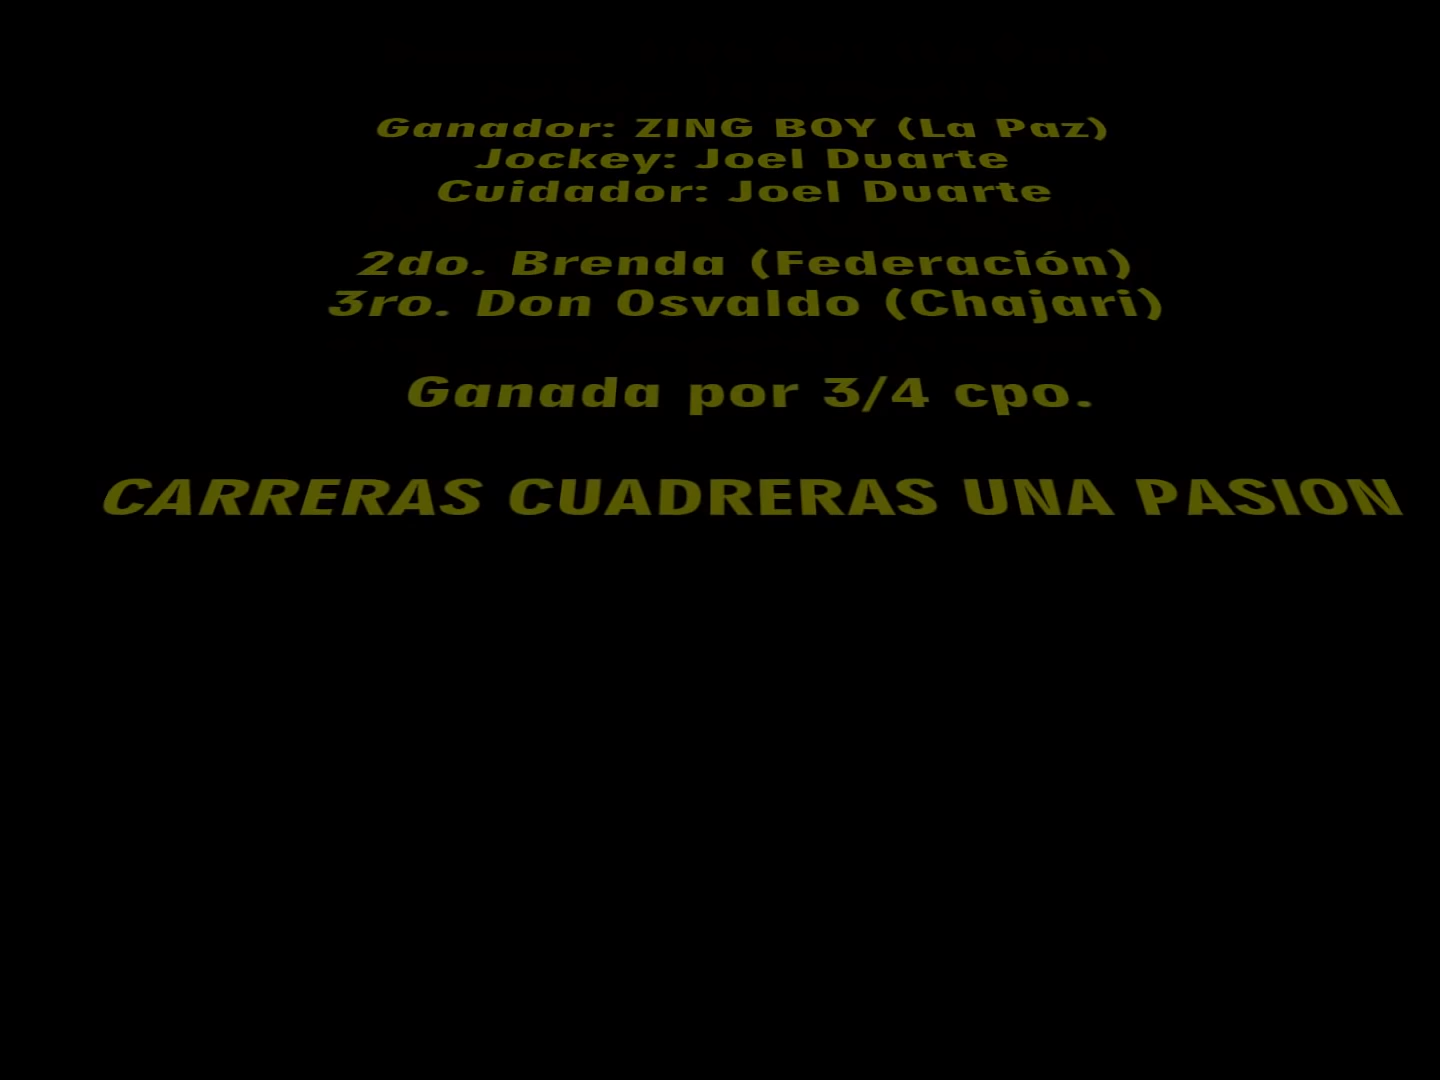 Ganador: ZING BOY (La Paz)
Jockey: Joel Duarte
Cuidador: Joel Duarte
2do. Brenda (Federación)
3ro. Don Osvaldo (Chajari)
Ganada por 3/4 cpo.
CARRERAS CUADRERAS UNA PASION